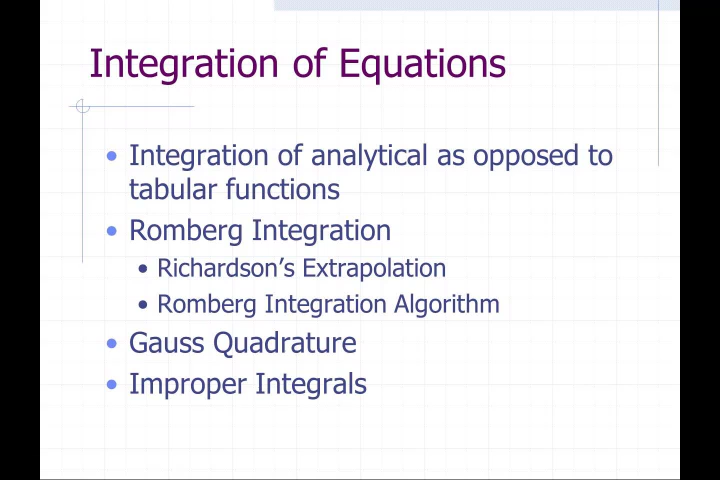 Integration of Equations
• Integration of analytical as opposed to
tabular functions
• Romberg Integration
• Richardson’s Extrapolation
• Romberg Integration Algorithm
• Gauss Quadrature
• Improper Integrals